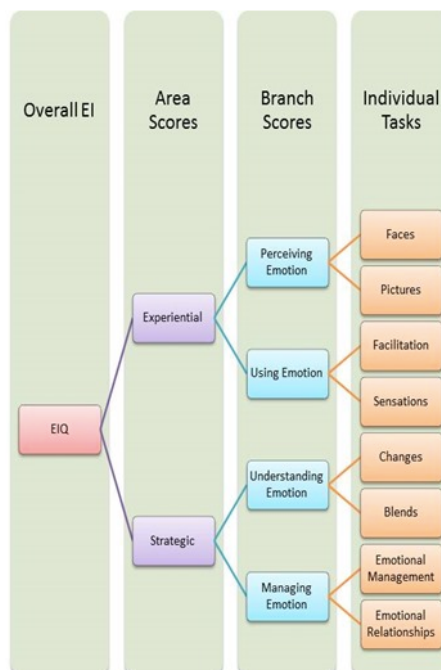 Overall EI
Area
Scores
Branch
Scores
Individual
Tasks
EIQ
Experiential
Strategic
Perceiving
Emotion
Using Emotion
Understanding
Emotion
Managing
Emotion
Faces
Pictures
Facilitation
Sensations
Changes
Blends
Emotional
Management
Emotional
Relationships